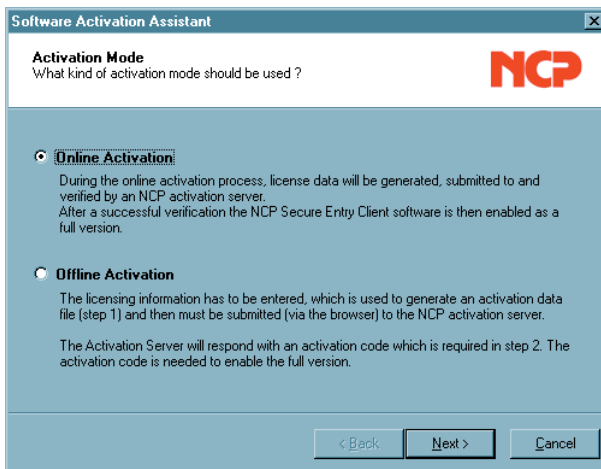 Software Activation Assistant
Activation Mode
What kind of activation mode should be used ?
NCP
Online Activation
During the online activation process, license data will be generated, submitted to and
verified by an NCP activation server.
After a successful verification the NCP Secure Entry Client software is then enabled as a
full version.
Offline Activation
The licensing information has to be entered, which is used to generate an activation data
file (step 1) and then must be submitted (via the browser) to the NCP activation server.
The Activation Server will respond with an activation code which is required in step 2. The
activation code is needed to enable the full version.
< Back
Next >
Cancel